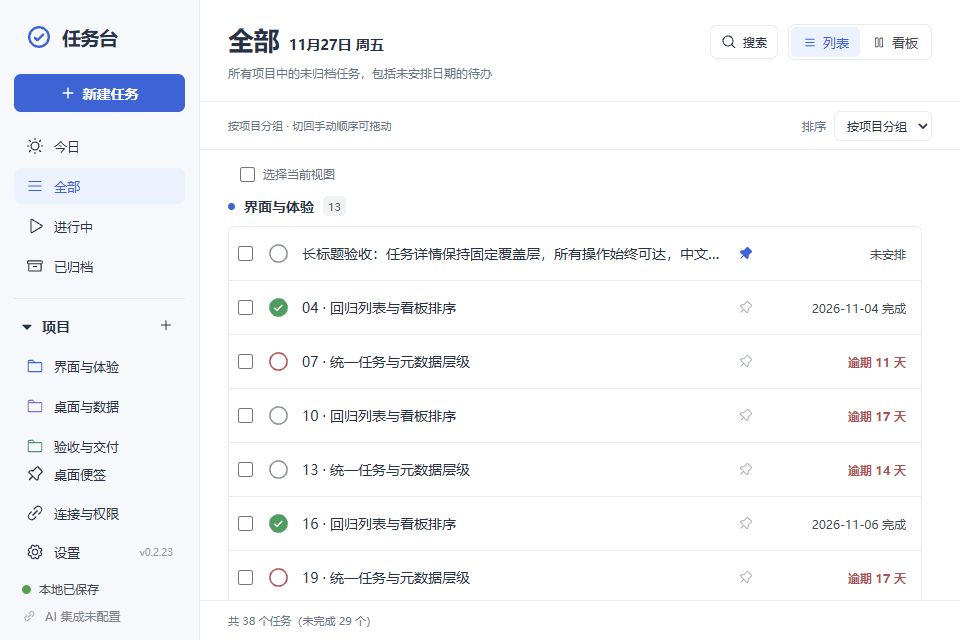 任务台
新建任务
今日
全部
进行中
已归档
项目
界面与体验
桌面与数据
验收与交付
桌面便签
连接与权限
设置 v0.2.23
本地已保存
AI 集成未配置
全部 11月27日 周五
搜索 列表 看板
所有项目中的未归档任务，包括未安排日期的待办
按项目分组 · 切回手动顺序可拖动
排序 按项目分组
选择当前视图
界面与体验 13
长标题验收：任务详情保持固定覆盖层，所有操作始终可达，中文... 未安排
04 · 回归列表与看板排序 2026-11-04 完成
07 · 统一任务与元数据层级 逾期 11 天
10 · 回归列表与看板排序 逾期 17 天
13 · 统一任务与元数据层级 逾期 14 天
16 · 回归列表与看板排序 2026-11-06 完成
19 · 统一任务与元数据层级 逾期 17 天
共 38 个任务（未完成 29 个）